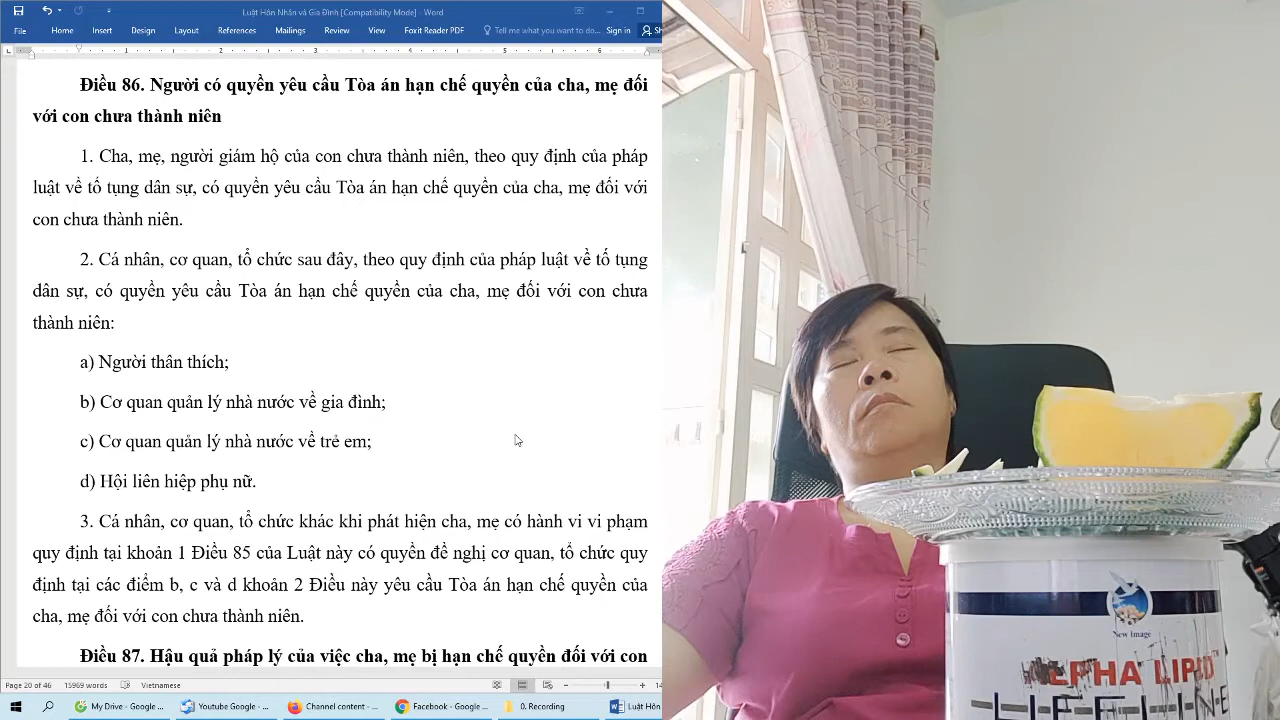 Luật Hôn Nhân và Gia Đình [Compatibility Mode] - Word
File Home Insert Design Layout References Mailings Review View Foxit Reader PDF Tell me what you want to do... Sign in
Điều 86. Người có quyền yêu cầu Tòa án hạn chế quyền của cha, mẹ đối
với con chưa thành niên
1. Cha, mẹ, người giám hộ của con chưa thành niên, theo quy định của pháp
luật về tố tụng dân sự, có quyền yêu cầu Tòa án hạn chế quyền của cha, mẹ đối với
con chưa thành niên.
2. Cá nhân, cơ quan, tổ chức sau đây, theo quy định của pháp luật về tố tụng
dân sự, có quyền yêu cầu Tòa án hạn chế quyền của cha, mẹ đối với con chưa
thành niên:
a) Người thân thích;
b) Cơ quan quản lý nhà nước về gia đình;
c) Cơ quan quản lý nhà nước về trẻ em;
d) Hội liên hiệp phụ nữ.
3. Cá nhân, cơ quan, tổ chức khác khi phát hiện cha, mẹ có hành vi vi phạm
quy định tại khoản 1 Điều 85 của Luật này có quyền đề nghị cơ quan, tổ chức quy
định tại các điểm b, c và d khoản 2 Điều này yêu cầu Tòa án hạn chế quyền của
cha, mẹ đối với con chưa thành niên.
Điều 87. Hậu quả pháp lý của việc cha, mẹ bị hạn chế quyền đối với con
Page 20 of 46 15969 words Vietnamese
My Drive - Google ... Youtube Google - ... Channel content - ... Facebook - Google ... 0. Recording Luật Hôn Nhân và ...
New Image
ALPHA LIPID™
LIFELINE